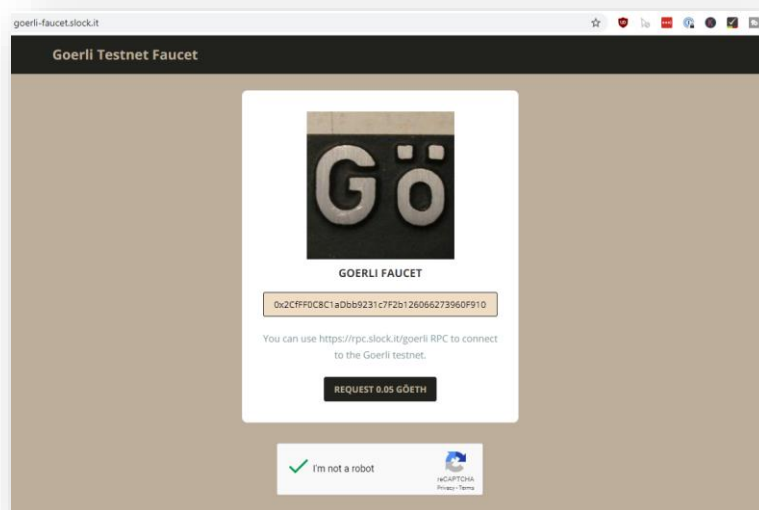 goerli-faucet.slock.it
Goerli Testnet Faucet
Gö
GOERLI FAUCET
0x2CfFF0C8C1aDbb9231c7F2b126066273960F910
You can use https://rpc.slock.it/goerli RPC to connect
to the Goerli testnet.
REQUEST 0.05 GÖETH
I'm not a robot
reCAPTCHA
Privacy - Terms